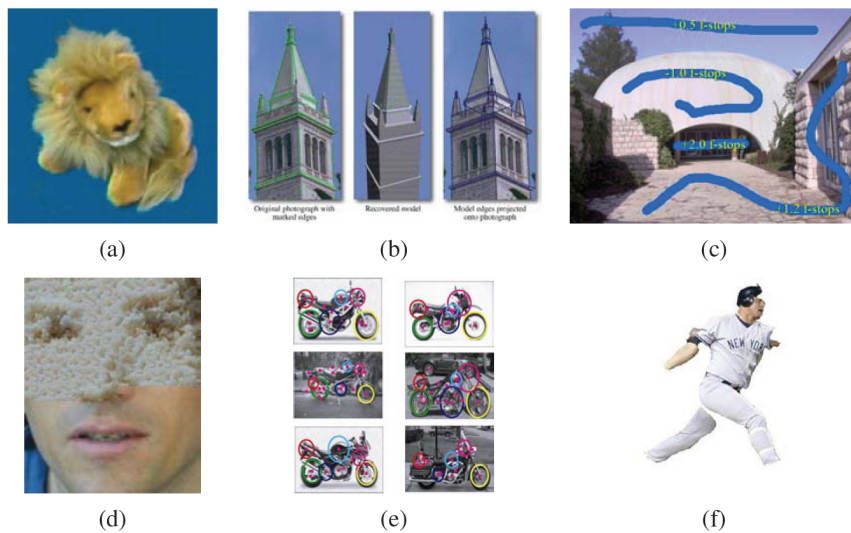 Original photograph with
marked edges
Recovered model
Model edges projected
onto photograph
+0.5 f-stops
-1.0 f-stops
+2.0 f-stops
+1.2 f-stops
(a)
(b)
(c)
NEW YO
(d)
(e)
(f)